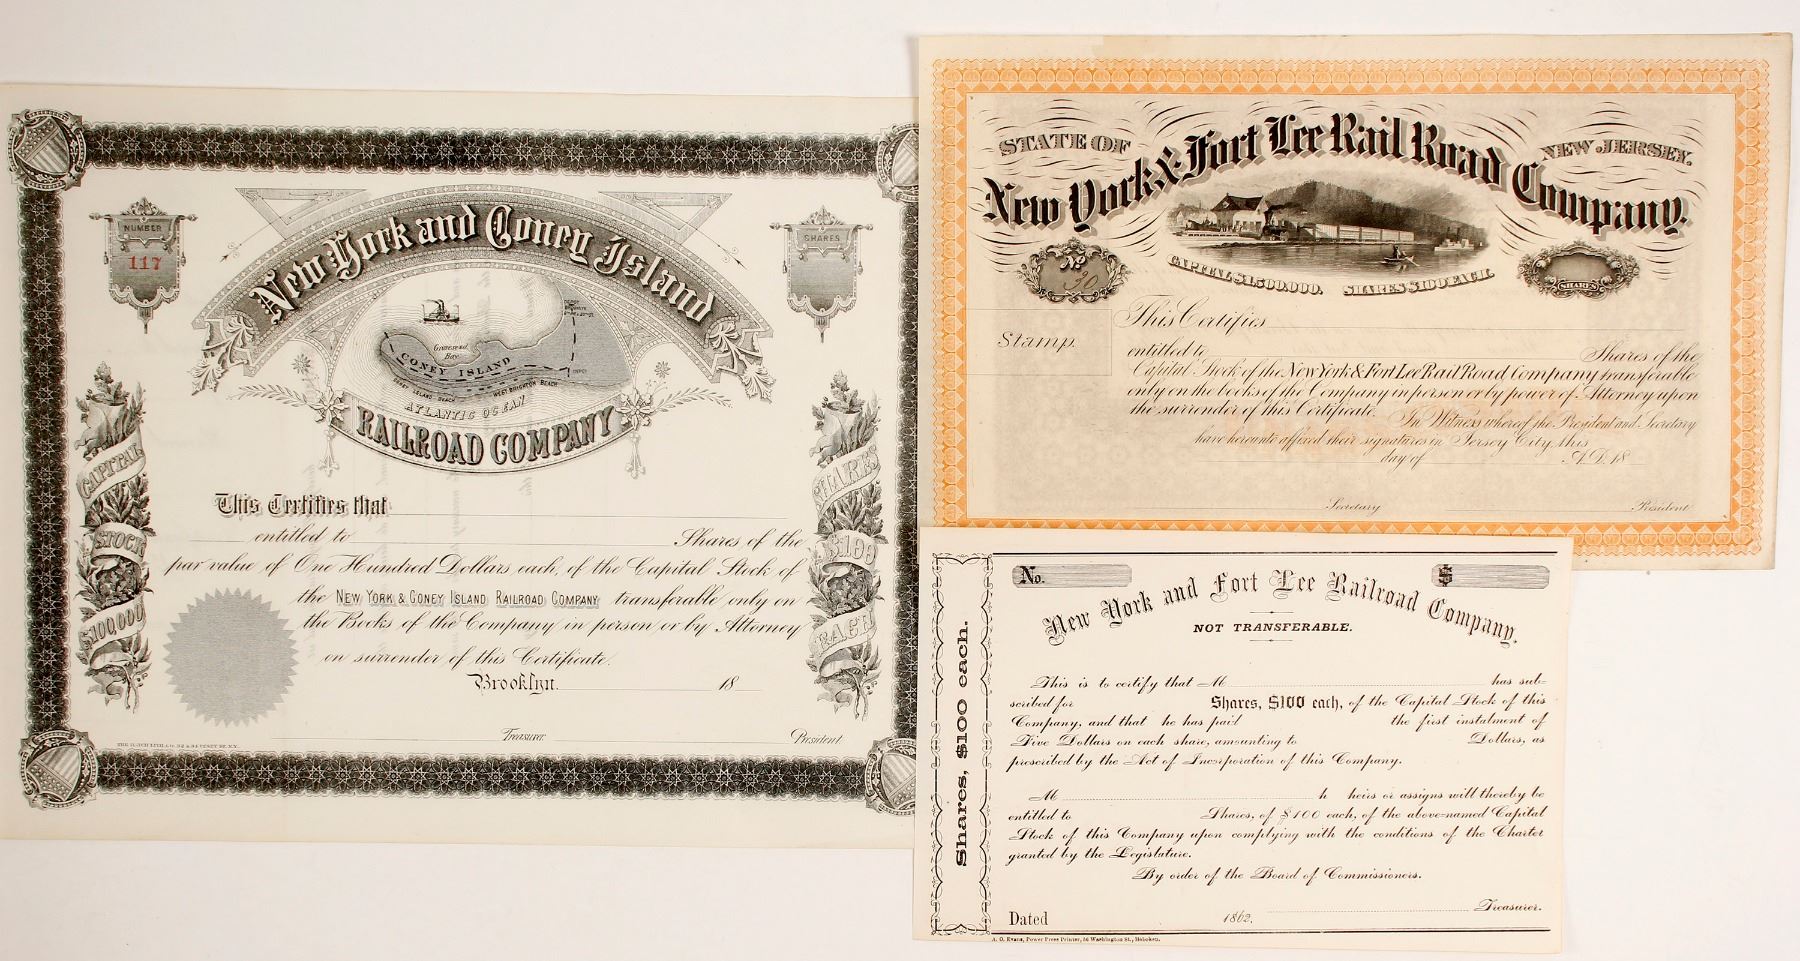 NUMBER
117
SHARES
New York and Coney Island
Gravesend
Bay
CONEY ISLAND
CONEY ISLAND BEACH
WEST BRIGHTON BEACH
ATLANTIC OCEAN
RAILROAD COMPANY
CAPITAL
STOCK
$100,000
SHARES
$100
EACH
This Certifies that
entitled to Shares of the
par value of One Hundred Dollars each, of the Capital Stock of
the NEW YORK & CONEY ISLAND RAILROAD COMPANY transferable only on
the Books of the Company in person or by Attorney
on surrender of this Certificate.
Brooklyn. 18
Treasurer. President.
STATE OF NEW JERSEY.
New York & Fort Lee Rail Road Company.
No
30
CAPITAL $1,500,000. SHARES $100 EACH.
SHARES
Stamp.
This Certifies
entitled to Shares of the
Capital Stock of the New York & Fort Lee Rail Road Company transferable
only on the books of the Company in person or by power of Attorney upon
the surrender of this Certificate. In Witness whereof the President and Secretary
have hereunto affixed their signatures in Jersey City, this
day of A.D. 18
Secretary President
No. $
New York and Fort Lee Railroad Company.
NOT TRANSFERABLE.
Shares, $100 each.
This is to certify that M has sub-
scribed for Shares, $100 each, of the Capital Stock of this
Company, and that he has paid the first instalment of
Five Dollars on each share, amounting to Dollars, as
prescribed by the Act of Incorporation of this Company.
M h heirs or assigns will thereby be
entitled to Shares, of $100 each, of the above-named Capital
Stock of this Company upon complying with the conditions of the Charter
granted by the Legislature.
By order of the Board of Commissioners.
Treasurer.
Dated 1862.
A. O. Evans, Power Press Printer, 56 Washington St., Hoboken.